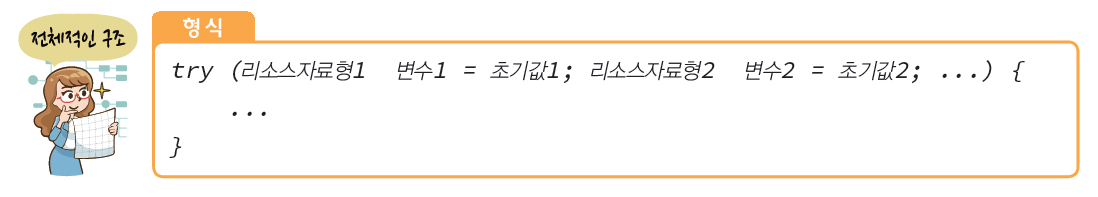 전체적인 구조
형식
try (리소스자료형1 변수1 = 초기값1; 리소스자료형2 변수2 = 초기값2; ...) {
...
}